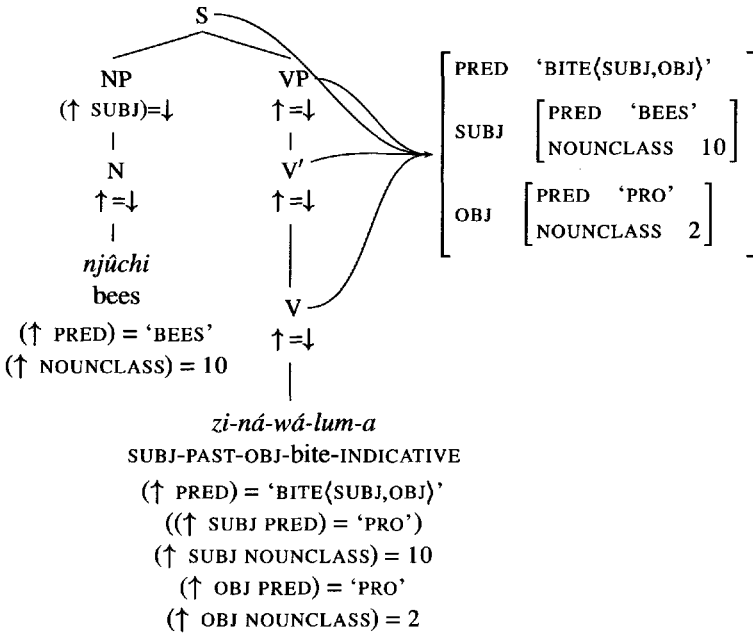 S
NP VP
(↑ SUBJ)=↓ ↑=↓
N V′
↑=↓ ↑=↓
njûchi
bees
(↑ PRED) = ‘BEES’
(↑ NOUNCLASS) = 10
V
↑=↓
zi-ná-wá-lum-a
SUBJ-PAST-OBJ-bite-INDICATIVE
(↑ PRED) = ‘BITE⟨SUBJ,OBJ⟩’
((↑ SUBJ PRED) = ‘PRO’)
(↑ SUBJ NOUNCLASS) = 10
(↑ OBJ PRED) = ‘PRO’
(↑ OBJ NOUNCLASS) = 2
PRED ‘BITE⟨SUBJ,OBJ⟩’
SUBJ
PRED ‘BEES’
NOUNCLASS 10
OBJ
PRED ‘PRO’
NOUNCLASS 2